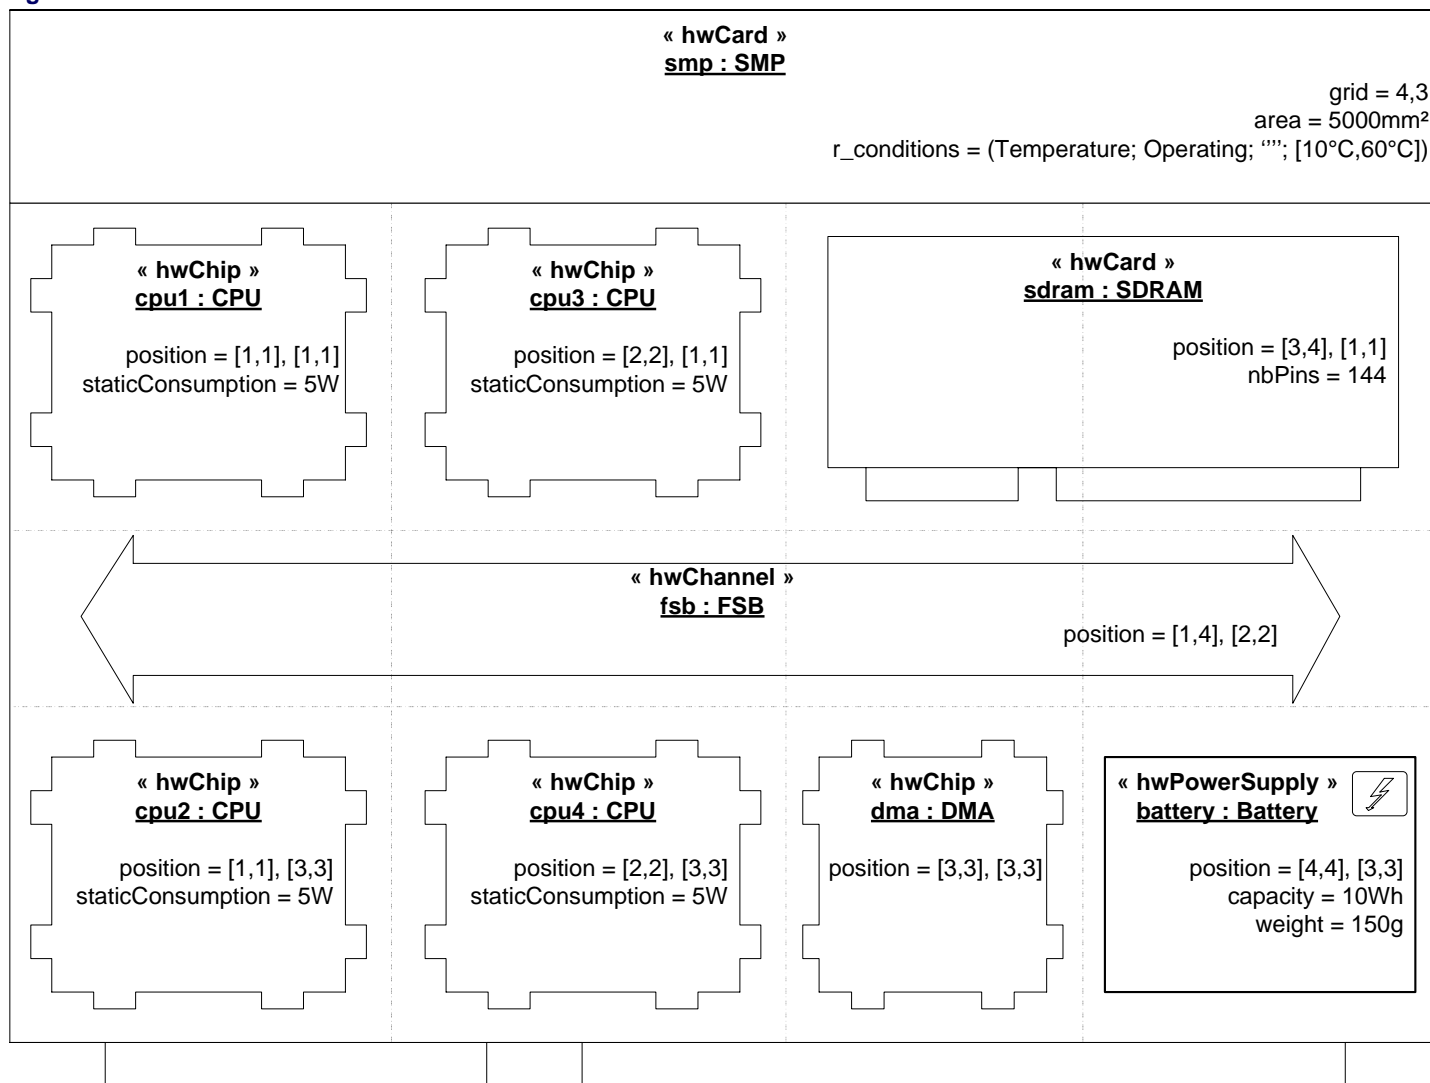 « hwCard »
smp : SMP
grid = 4,3
area = 5000mm²
r_conditions = (Temperature; Operating; “”’; [10°C,60°C])
« hwChip »
cpu1 : CPU
position = [1,1], [1,1]
staticConsumption = 5W
« hwChip »
cpu3 : CPU
position = [2,2], [1,1]
staticConsumption = 5W
« hwCard »
sdram : SDRAM
position = [3,4], [1,1]
nbPins = 144
« hwChannel »
fsb : FSB
position = [1,4], [2,2]
« hwChip »
cpu2 : CPU
position = [1,1], [3,3]
staticConsumption = 5W
« hwChip »
cpu4 : CPU
position = [2,2], [3,3]
staticConsumption = 5W
« hwChip »
dma : DMA
position = [3,3], [3,3]
« hwPowerSupply »
battery : Battery
position = [4,4], [3,3]
capacity = 10Wh
weight = 150g